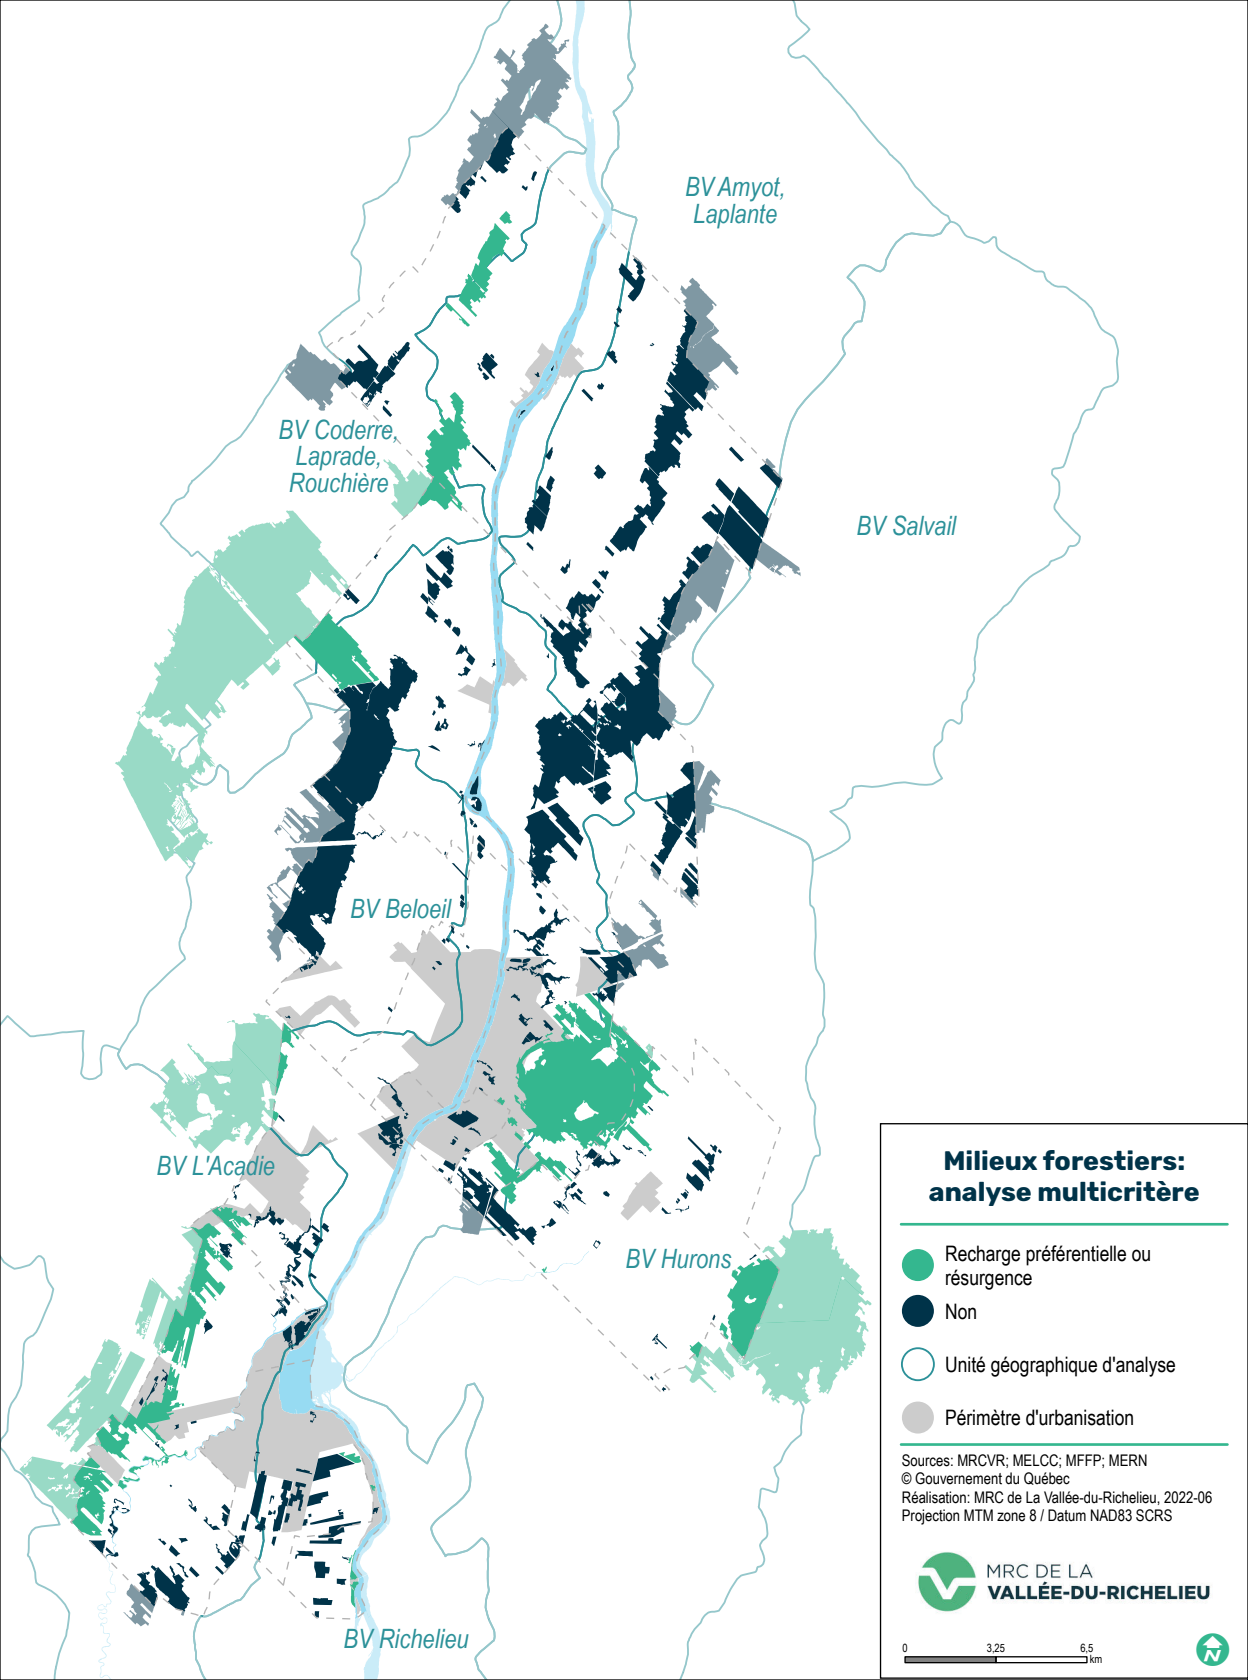 BV Amyot,
Laplante
BV Coderre,
Laprade,
Rouchière
BV Salvail
BV Beloeil
BV L'Acadie
BV Hurons
BV Richelieu
Milieux forestiers:
analyse multicritère
Recharge préférentielle ou
résurgence
Non
Unité géographique d'analyse
Périmètre d'urbanisation
Sources: MRCVR; MELCC; MFFP; MERN
© Gouvernement du Québec
Réalisation: MRC de La Vallée-du-Richelieu, 2022-06
Projection MTM zone 8 / Datum NAD83 SCRS
MRC DE LA
VALLÉE-DU-RICHELIEU
0 3,25 6,5
km
N